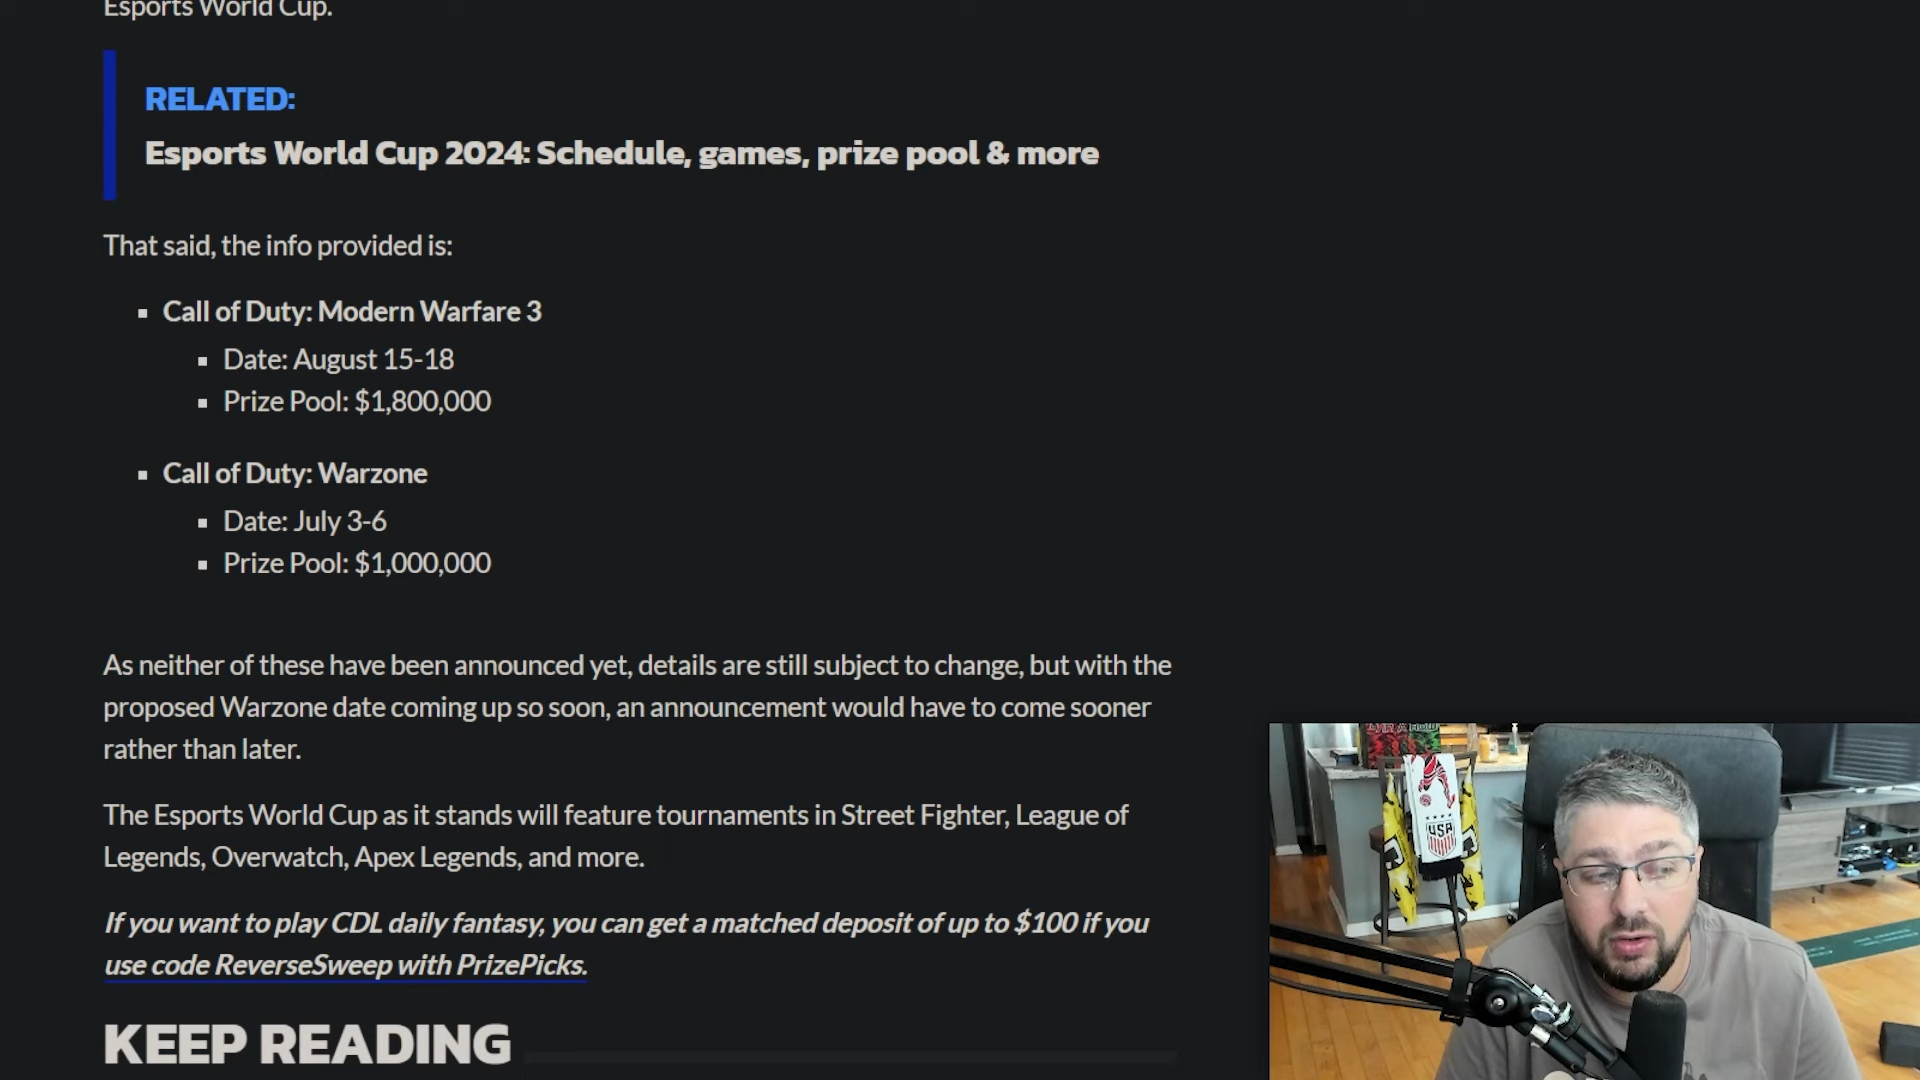 Esports World Cup.
RELATED:
Esports World Cup 2024: Schedule, games, prize pool & more
That said, the info provided is:
Call of Duty: Modern Warfare 3
Date: August 15-18
Prize Pool: $1,800,000
Call of Duty: Warzone
Date: July 3-6
Prize Pool: $1,000,000
As neither of these have been announced yet, details are still subject to change, but with the
proposed Warzone date coming up so soon, an announcement would have to come sooner
rather than later.
The Esports World Cup as it stands will feature tournaments in Street Fighter, League of
Legends, Overwatch, Apex Legends, and more.
If you want to play CDL daily fantasy, you can get a matched deposit of up to $100 if you
use code ReverseSweep with PrizePicks.
KEEP READING
USA